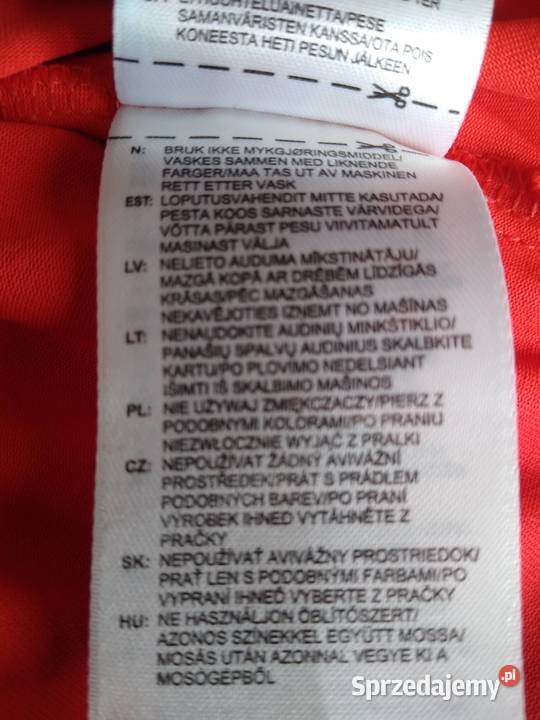 HUUHTELUAINETTA/PESE
SAMANVÄRISTEN KANSSA/OTA POIS
KONEESTA HETI PESUN JÄLKEEN
N: BRUK IKKE MYKGJØRINGSMIDDEL/
VASKES SAMMEN MED LIKNENDE
FARGER/MAA TAS UT AV MASKINEN
RETT ETTER VASK
EST: LOPUTUSVAHENDIT MITTE KASUTADA/
PESTA KOOS SARNASTE VÄRVIDEGA/
VÕTTA PÄRAST PESU VIIVITAMATULT
MASINAST VÄLJA
LV: NELIETO AUDUMA MĪKSTINĀTĀJU/
MAZGĀ KOPĀ AR DRĒBĒM LĪDZĪGĀS
KRĀSAS/PĒC MAZGĀŠANAS
NEKAVĒJOTIES IZŅEMT NO MAŠĪNAS
LT: NENAUDOKITE AUDINIŲ MINKŠTIKLIO/
PANAŠIŲ SPALVŲ AUDINIUS SKALBKITE
KARTU/PO PLOVIMO NEDELSIANT
IŠIMTI IŠ SKALBIMO MAŠINOS
PL: NIE UŻYWAJ ZMIĘKCZACZY/PIERZ Z
PODOBNYMI KOLORAMI/PO PRANIU
NIEZWŁOCZNIE WYJĄĆ Z PRALKI
CZ: NEPOUŽÍVAT ŽÁDNÝ AVIVÁŽNÍ
PROSTŘEDEK/PRÁT S PRÁDLEM
PODOBNÝCH BAREV/PO PRANÍ
VÝROBEK IHNED VYTÁHNĚTE Z
PRAČKY
SK: NEPOUŽÍVAŤ AVIVÁŽNY PROSTRIEDOK/
PRAŤ LEN S PODOBNÝMI FARBAMI/PO
VYPRANÍ IHNEĎ VYBERTE Z PRAČKY
HU: NE HASZNÁLJON ÖBLÍTŐSZERT/
AZONOS SZÍNEKKEL EGYÜTT MOSSA/
MOSÁS UTÁN AZONNAL VEGYE KI A
MOSÓGÉPBŐL
Sprzedajemy.pl